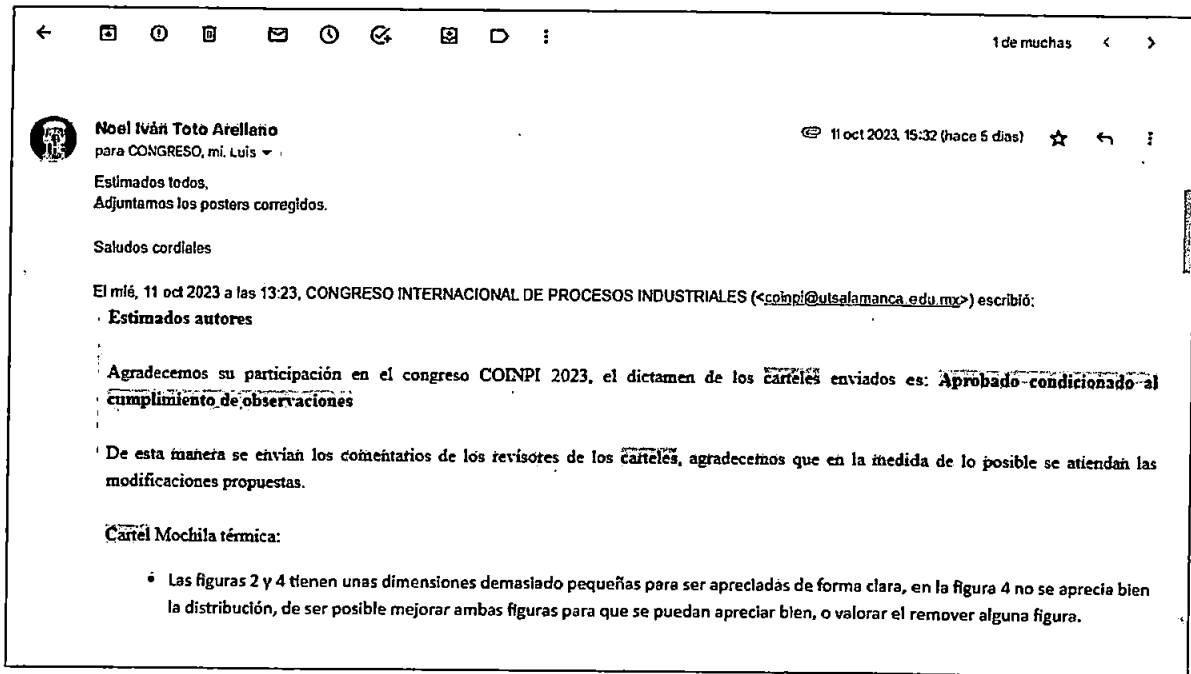 1 de muchas
Noel Iván Toto Arellano
11 oct 2023, 15:32 (hace 5 días)
para CONGRESO, mí, Luis
Estimados todos,
Adjuntamos los posters corregidos.
Saludos cordiales
El mié, 11 oct 2023 a las 13:23, CONGRESO INTERNACIONAL DE PROCESOS INDUSTRIALES (<coinpi@utsalamanca.edu.mx>) escribió:
Estimados autores
Agradecemos su participación en el congreso COINPI 2023, el dictamen de los carteles enviados es: Aprobado condicionado al
cumplimiento de observaciones
De esta manera se envían los comentarios de los revisores de los carteles, agradecemos que en la medida de lo posible se atiendan las
modificaciones propuestas.
Cartel Mochila térmica:
• Las figuras 2 y 4 tienen unas dimensiones demasiado pequeñas para ser apreciadas de forma clara, en la figura 4 no se aprecia bien
la distribución, de ser posible mejorar ambas figuras para que se puedan apreciar bien, o valorar el remover alguna figura.